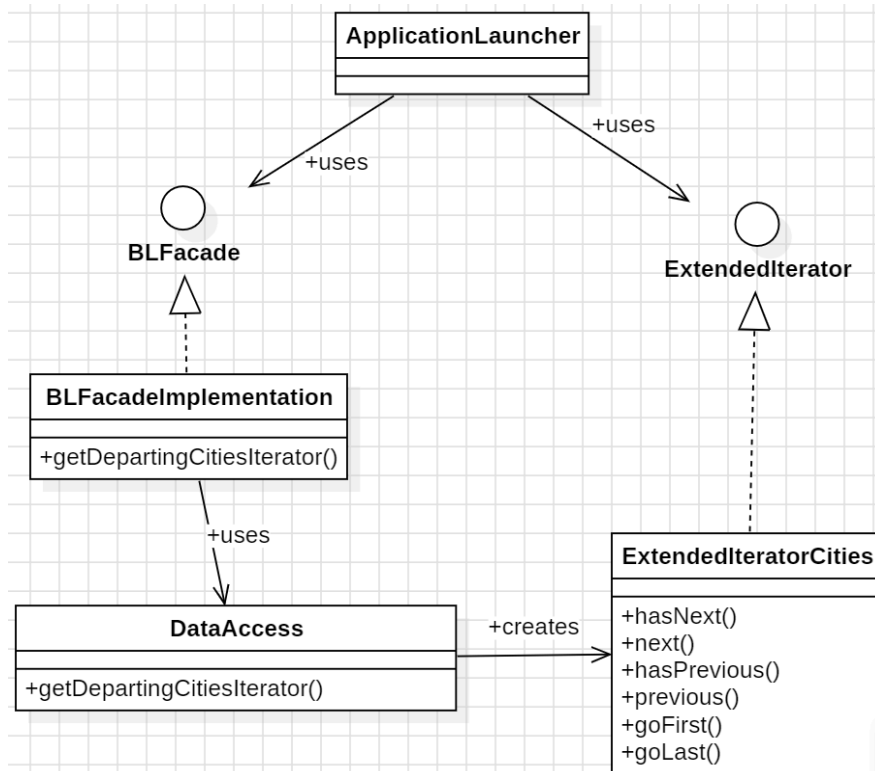 ApplicationLauncher
+uses
+uses
BLFacade
ExtendedIterator
BLFacadeImplementation
+getDepartingCitiesIterator()
+uses
ExtendedIteratorCities
+hasNext()
+next()
+hasPrevious()
+previous()
+goFirst()
+goLast()
DataAccess
+getDepartingCitiesIterator()
+creates